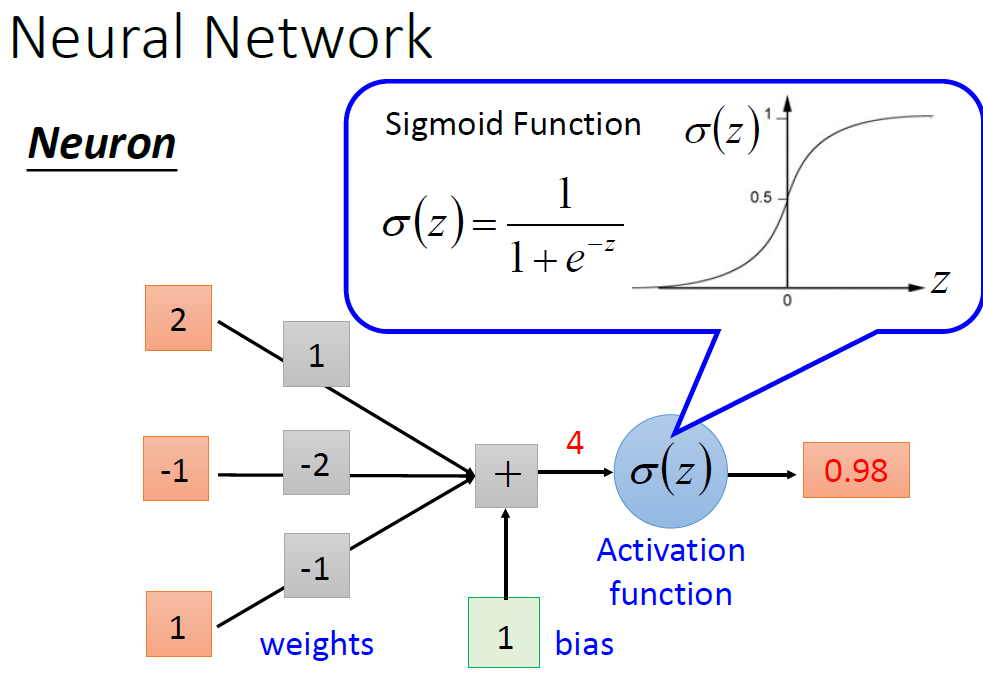 Neural Network
Neuron
Sigmoid Function
σ(z) = 1 / (1 + e^{-z})
σ(z)
1
0.5
0
z
2
1
-1
-2
1
-1
+
4
σ(z)
0.98
Activation
function
weights
1
bias